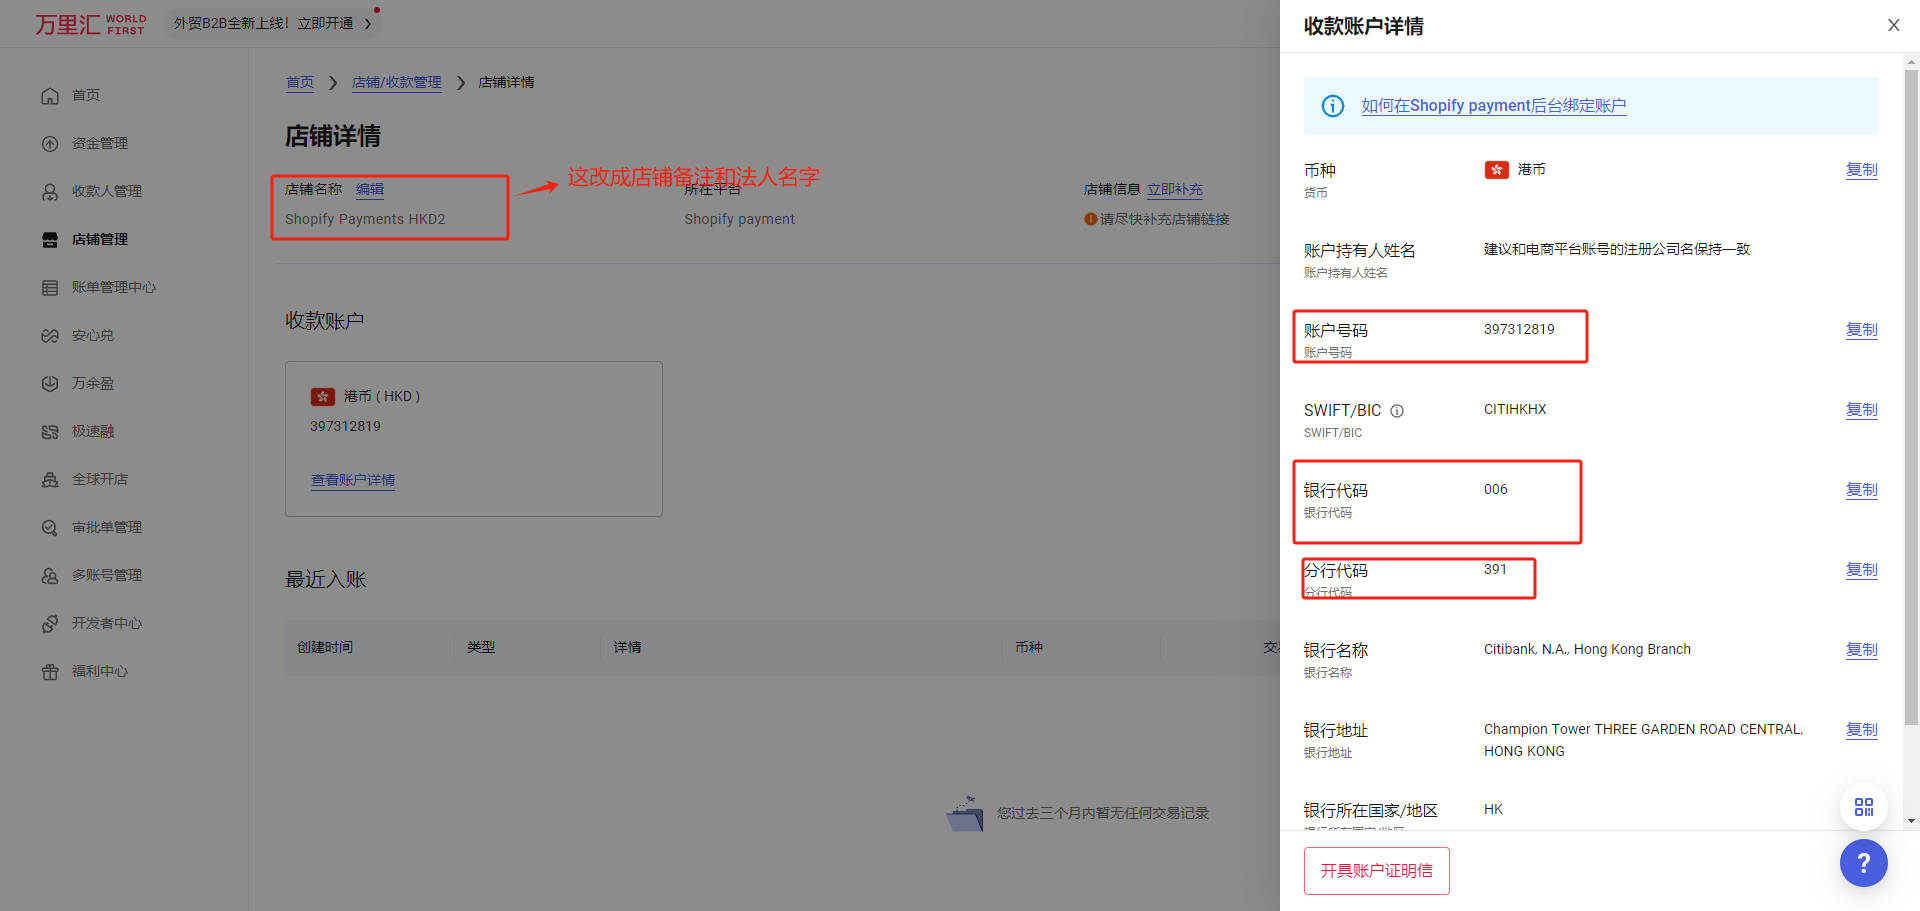 万里汇 WORLD FIRST
外贸B2B全新上线！立即开通
首页
资金管理
收款人管理
店铺管理
账单管理中心
安心兑
万余盈
极速融
全球开店
审批单管理
多账号管理
开发者中心
福利中心
首页 店铺/收款管理 店铺详情
店铺详情
这改成店铺备注和法人名字
店铺名称 编辑
Shopify Payments HKD2
所在平台
Shopify payment
店铺信息 立即补充
请尽快补充店铺链接
收款账户
港币 ( HKD )
397312819
查看账户详情
最近入账
创建时间 类型 详情 币种 交
您过去三个月内暂无任何交易记录
收款账户详情
如何在Shopify payment后台绑定账户
币种 港币 复制
货币
账户持有人姓名 建议和电商平台账号的注册公司名保持一致
账户持有人姓名
账户号码 397312819 复制
账户号码
SWIFT/BIC CITIHKHX 复制
SWIFT/BIC
银行代码 006 复制
银行代码
分行代码 391 复制
分行代码
银行名称 Citibank, N.A., Hong Kong Branch 复制
银行名称
银行地址 Champion Tower THREE GARDEN ROAD CENTRAL, 复制
HONG KONG
银行地址
银行所在国家/地区 HK
银行所在国家/地区
开具账户证明信
?